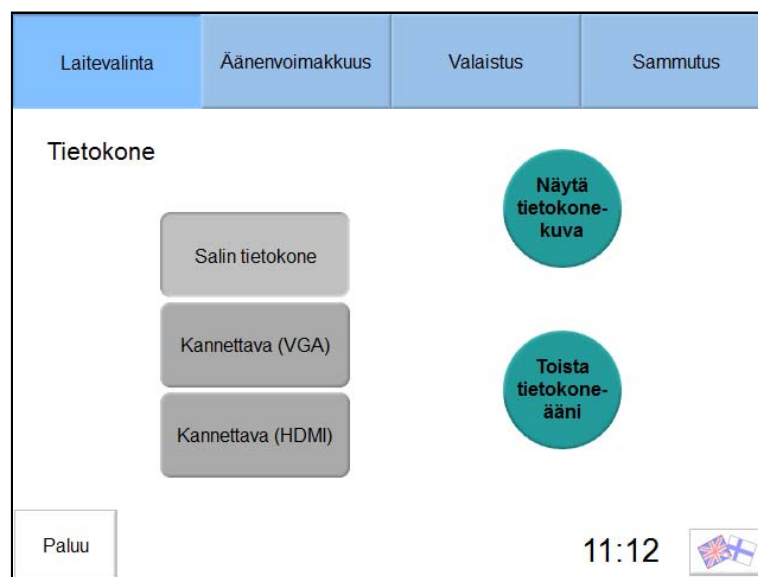 Laitevalinta
Äänenvoimakkuus
Valaistus
Sammutus
Tietokone
Näytä
tietokone-
kuva
Salin tietokone
Kannettava (VGA)
Toista
tietokone-
ääni
Kannettava (HDMI)
Paluu
11:12